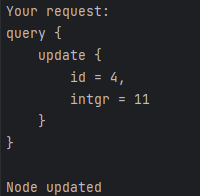 Your request:
query {
    update {
        id = 4,
        intgr = 11
    }
}

Node updated